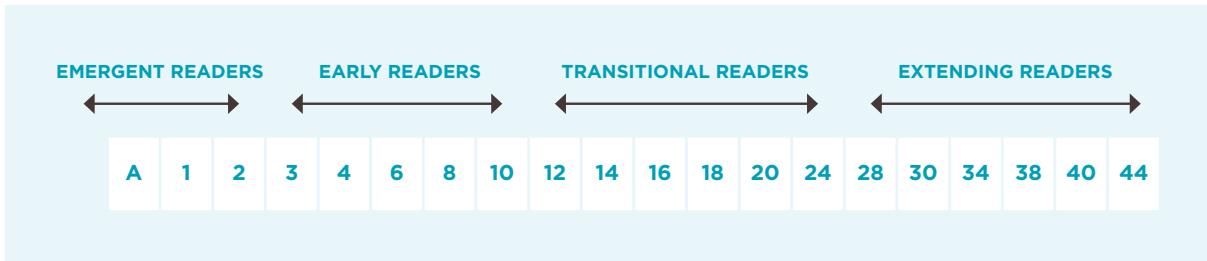 EMERGENT READERS EARLY READERS TRANSITIONAL READERS EXTENDING READERS
A 1 2 3 4 6 8 10 12 14 16 18 20 24 28 30 34 38 40 44